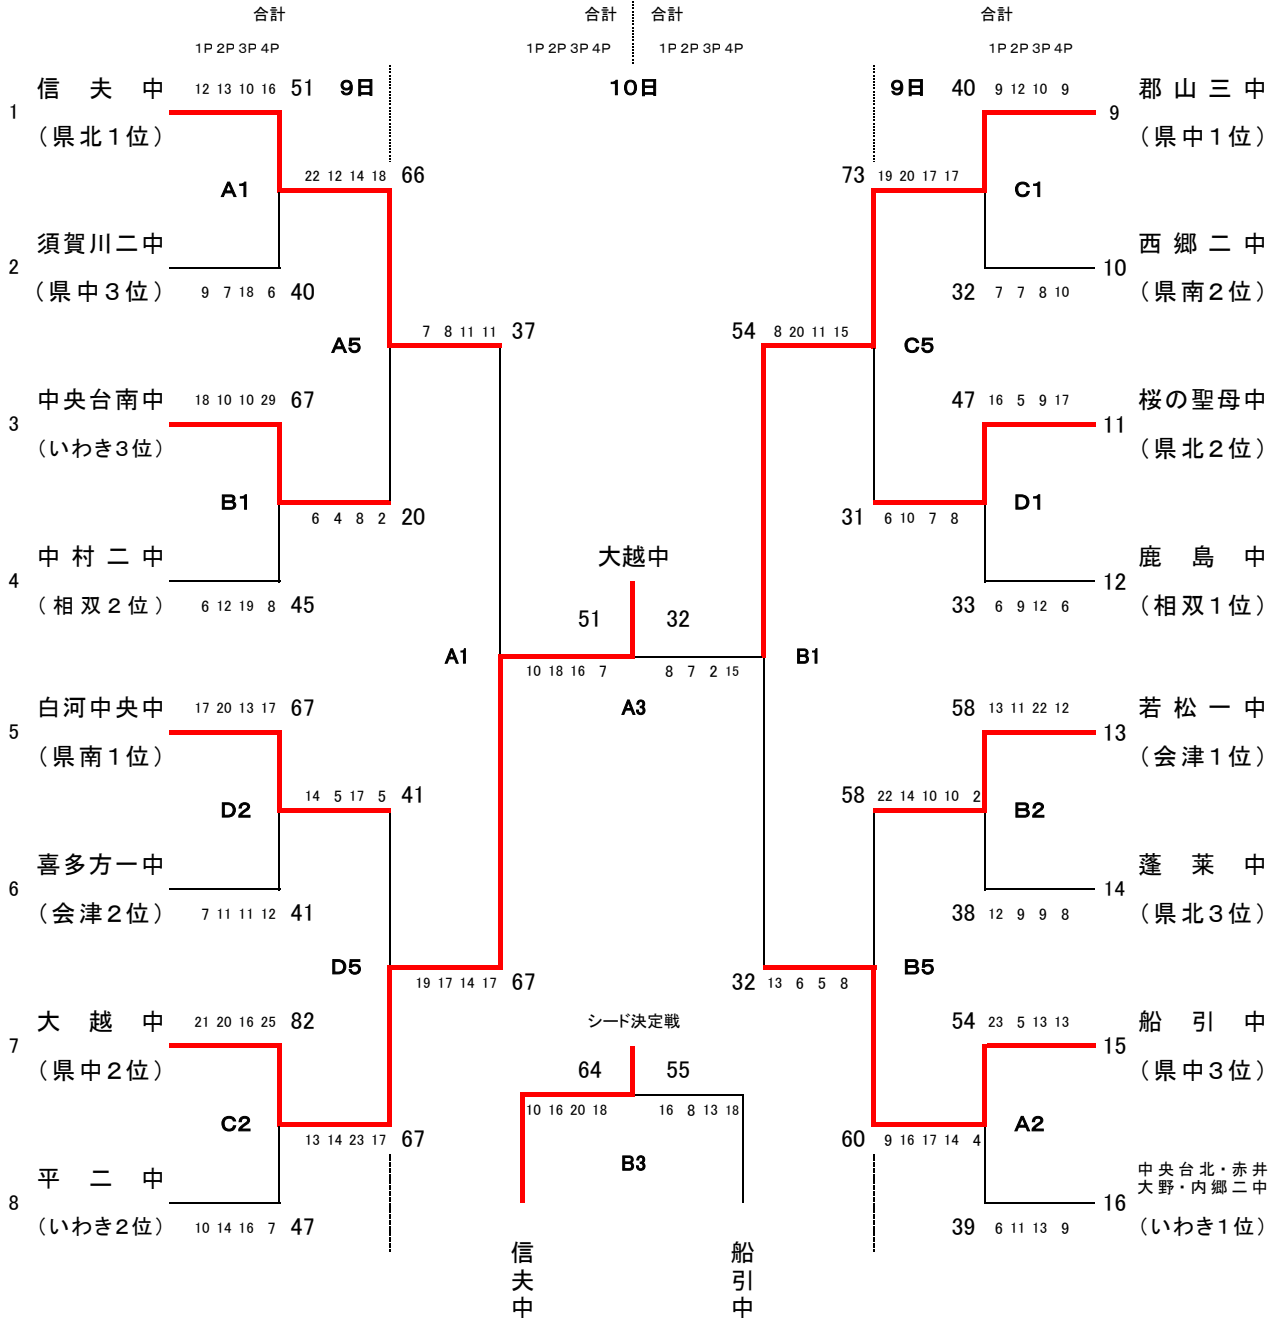 合計 合計 合計 合計
1P 2P 3P 4P 1P 2P 3P 4P 1P 2P 3P 4P 1P 2P 3P 4P
9日 10日 9日
1 信夫中 12 13 10 16 51
(県北1位)
A1
22 12 14 18 66
2 須賀川二中
(県中3位) 9 7 18 6 40
A5
7 8 11 11 37
3 中央台南中 18 10 10 29 67
(いわき3位)
B1
6 4 8 2 20
4 中村二中
(相双2位) 6 12 19 8 45
A1
5 白河中央中 17 20 13 17 67
(県南1位)
D2
14 5 17 5 41
6 喜多方一中
(会津2位) 7 11 11 12 41
D5
19 17 14 17 67
7 大越中 21 20 16 25 82
(県中2位)
C2
13 14 23 17 67
8 平二中
(いわき2位) 10 14 16 7 47
大越中
51 32
10 18 16 7 8 7 2 15
A3
シード決定戦
64 55
10 16 20 18 16 8 13 18
B3
信夫中 船引中
40 9 12 10 9 郡山三中 9
(県中1位)
C1
73 19 20 17 17
西郷二中 10
32 7 7 8 10 (県南2位)
C5
54 8 20 11 15
47 16 5 9 17 桜の聖母中 11
(県北2位)
D1
31 6 10 7 8
鹿島中 12
33 6 9 12 6 (相双1位)
B1
58 13 11 22 12 若松一中 13
(会津1位)
B2
58 22 14 10 10 2
蓬莱中 14
38 12 9 9 8 (県北3位)
B5
32 13 6 5 8
54 23 5 13 13 船引中 15
(県中3位)
A2
60 9 16 17 14 4
中央台北・赤井
大野・内郷二中 16
39 6 11 13 9 (いわき1位)